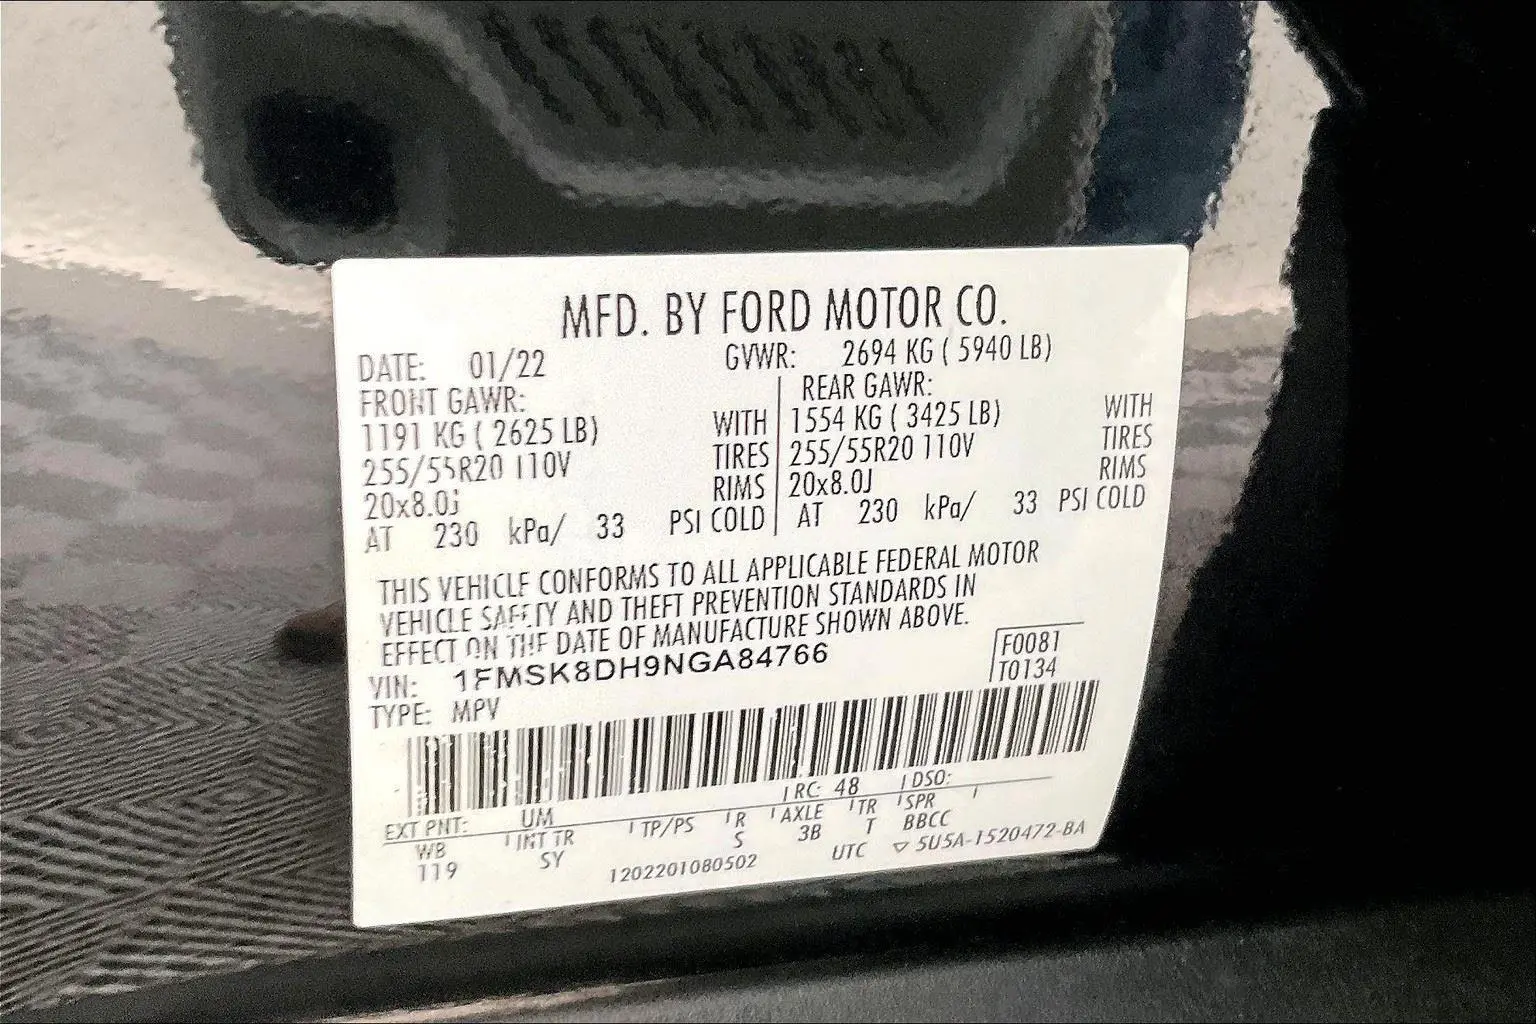 MFD. BY FORD MOTOR CO.
DATE: 01/22 GVWR: 2694 KG ( 5940 LB)
FRONT GAWR: REAR GAWR:
1191 KG ( 2625 LB) WITH 1554 KG ( 3425 LB) WITH
255/55R20 110V TIRES 255/55R20 110V TIRES
20x8.0J RIMS 20x8.0J RIMS
AT 230 kPa/ 33 PSI COLD AT 230 kPa/ 33 PSI COLD
THIS VEHICLE CONFORMS TO ALL APPLICABLE FEDERAL MOTOR
VEHICLE SAFETY AND THEFT PREVENTION STANDARDS IN
EFFECT ON THE DATE OF MANUFACTURE SHOWN ABOVE.
VIN: 1FMSK8DH9NGA84766
F0081
T0134
TYPE: MPV
EXT PNT: UM RC: 48 DSO:
WB INT TR TP/PS R AXLE TR SPR
119 SY S 3B T BBCC
1202201080502 UTC ▽ 5U5A-1520472-BA